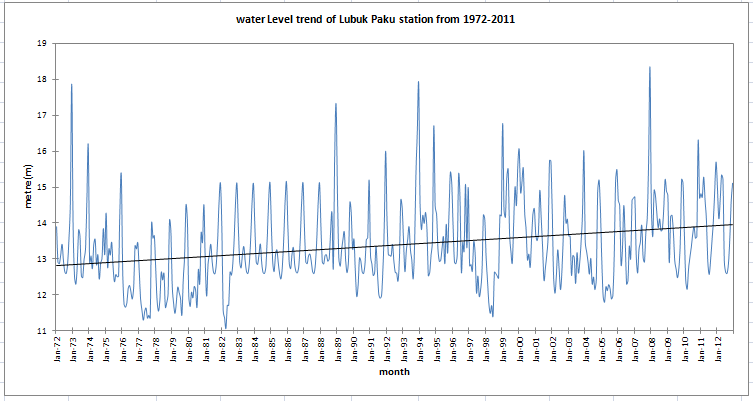 water Level trend of Lubuk Paku station from 1972-2011
19
18
17
16
15
14
13
12
11
metre(m)
Jan-72
Jan-73
Jan-74
Jan-75
Jan-76
Jan-77
Jan-78
Jan-79
Jan-80
Jan-81
Jan-82
Jan-83
Jan-84
Jan-85
Jan-86
Jan-87
Jan-88
Jan-89
Jan-90
Jan-91
Jan-92
Jan-93
Jan-94
Jan-95
Jan-96
Jan-97
Jan-98
Jan-99
Jan-00
Jan-01
Jan-02
Jan-03
Jan-04
Jan-05
Jan-06
Jan-07
Jan-08
Jan-09
Jan-10
Jan-11
Jan-12
month